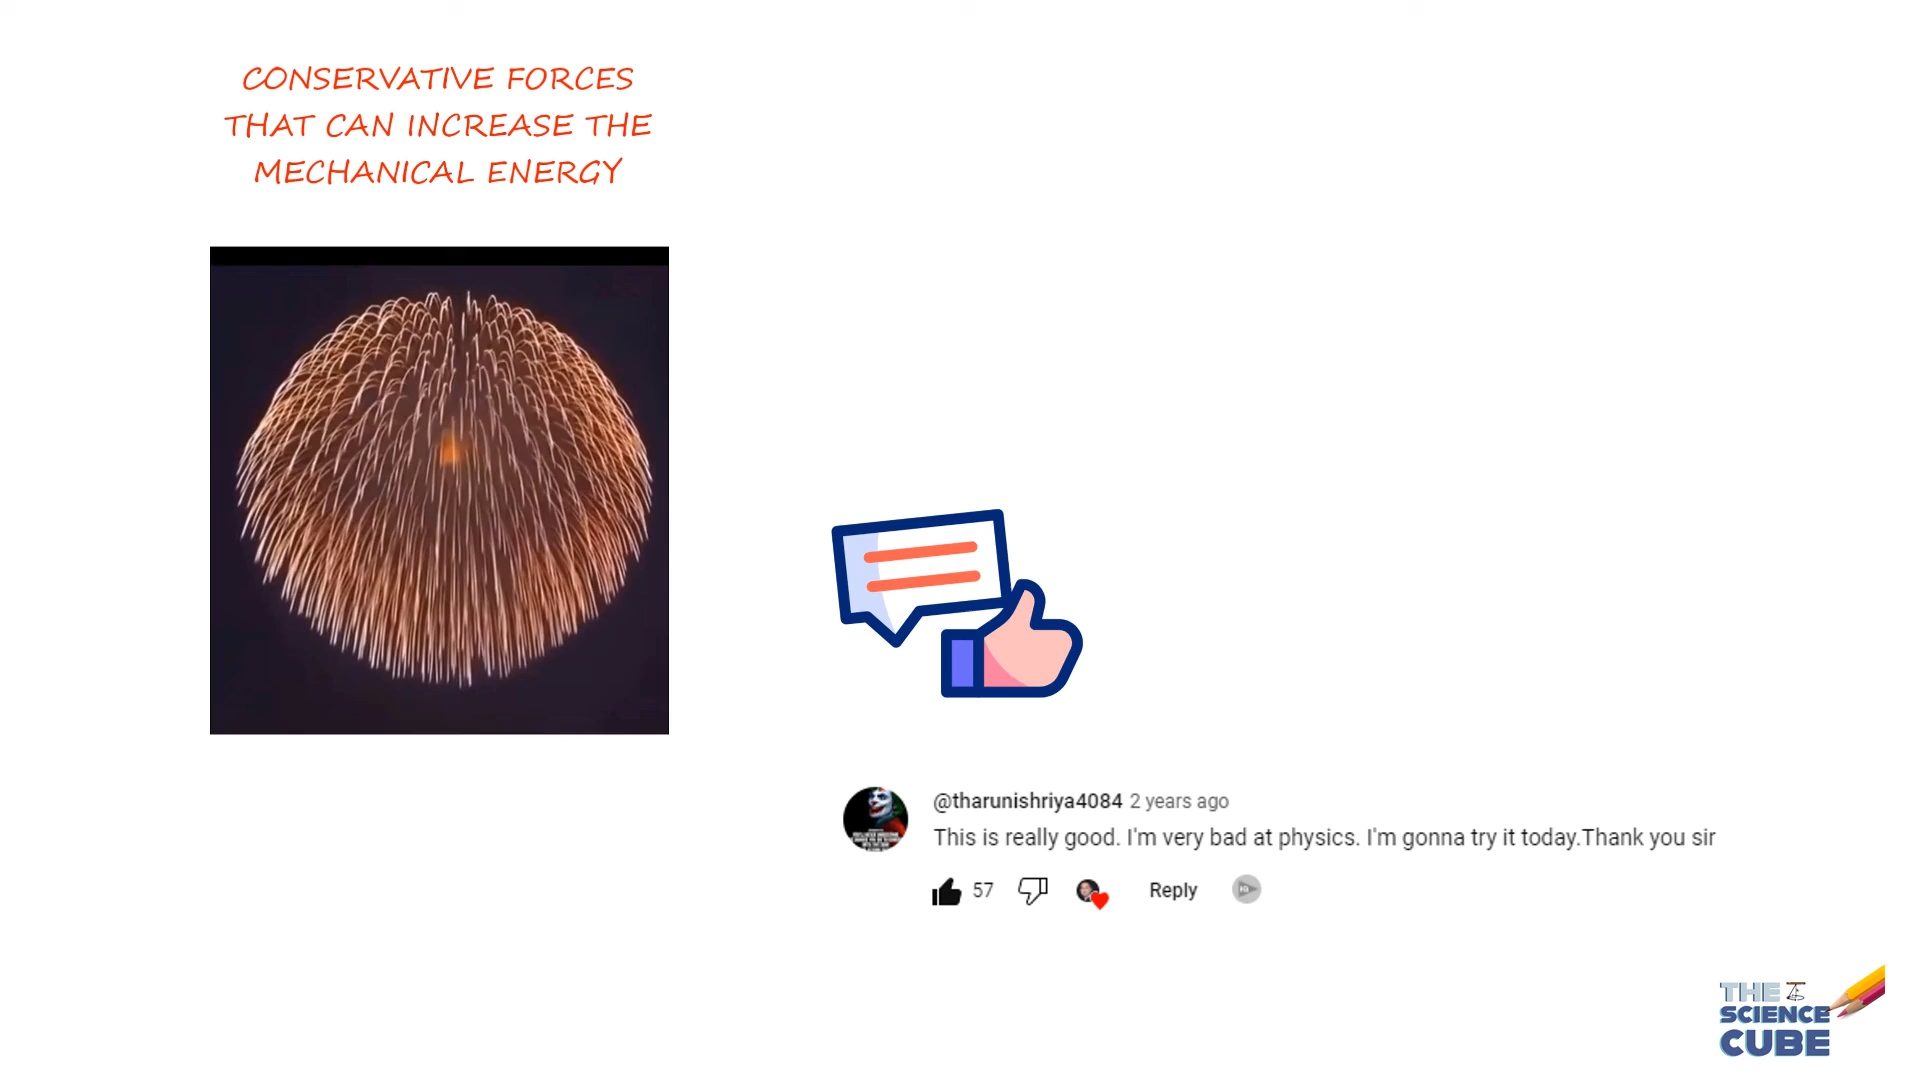 CONSERVATIVE FORCES
THAT CAN INCREASE THE
MECHANICAL ENERGY
@tharunishriya4084 2 years ago
This is really good. I'm very bad at physics. I'm gonna try it today.Thank you sir
57
Reply
THE
SCIENCE
CUBE